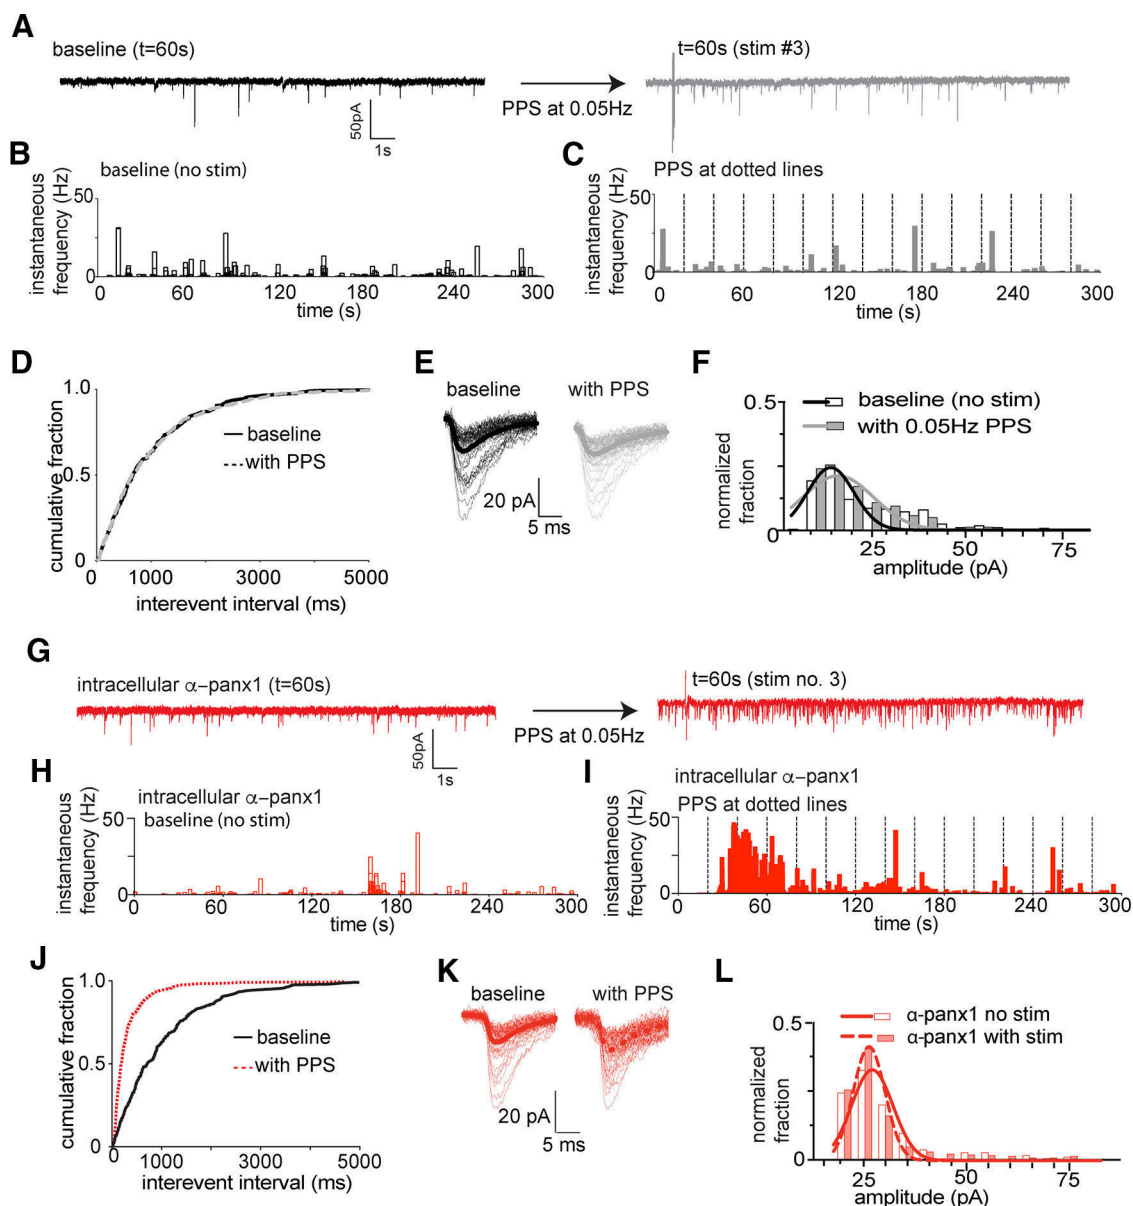 A
baseline (t=60s)
t=60s (stim #3)
PPS at 0.05Hz
50pA
1s
B
baseline (no stim)
instantaneous
frequency (Hz)
50
0
0 60 120 180 240 300
time (s)
C
PPS at dotted lines
instantaneous
frequency (Hz)
50
0
0 60 120 180 240 300
time (s)
D
cumulative fraction
1.0
0.5
0
baseline
with PPS
0 1000 3000 5000
interevent interval (ms)
E
baseline with PPS
20 pA
5 ms
F
normalized
fraction
0.5
0
baseline (no stim)
with 0.05Hz PPS
25 50 75
amplitude (pA)
G
intracellular α–panx1 (t=60s)
t=60s (stim no. 3)
PPS at 0.05Hz
50pA
1s
H
intracellular α–panx1
baseline (no stim)
instantaneous
frequency (Hz)
50
0
0 60 120 180 240 300
time (s)
I
intracellular α–panx1
PPS at dotted lines
instantaneous
frequency (Hz)
50
0
0 60 120 180 240 300
time (s)
J
cumulative fraction
1.0
0.5
0
baseline
with PPS
0 1000 3000 5000
interevent interval (ms)
K
baseline with PPS
20 pA
5 ms
L
normalized
fraction
0.5
0
α-panx1 no stim
α-panx1 with stim
25 50 75
amplitude (pA)